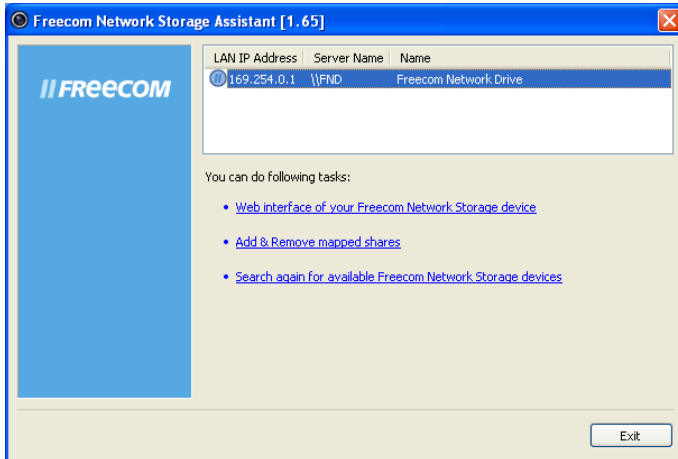 Freecom Network Storage Assistant [1.65]
FREECOM
LAN IP Address Server Name Name
169.254.0.1 \\FND Freecom Network Drive
You can do following tasks:
• Web interface of your Freecom Network Storage device
• Add & Remove mapped shares
• Search again for available Freecom Network Storage devices
Exit